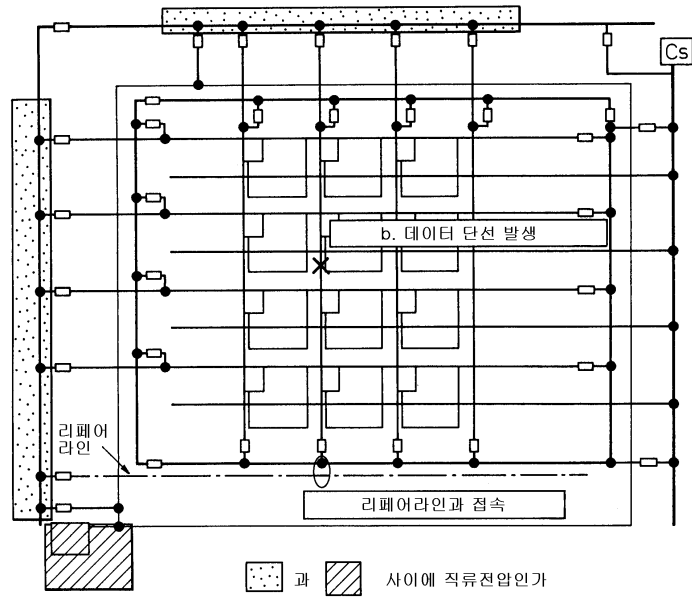 Cs
b. 데이터 단선 발생
리페어
라인
리페어라인과 접속
과 사이에 직류전압인가